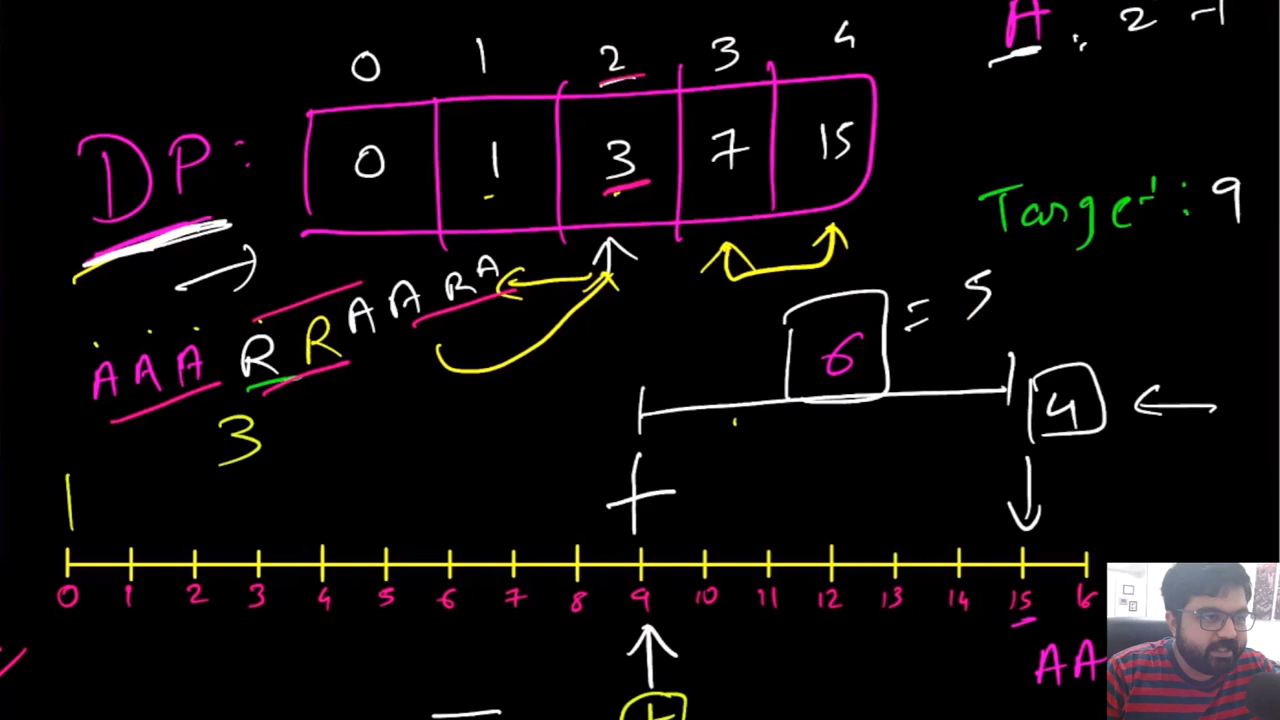 A : 2 - 1
0 1 2 3 4
DP: 0 1 3 7 15
Target : 9
A A A R R A A R A
6 = 5
3
4
0 1 2 3 4 5 6 7 8 9 10 11 12 13 14 15 16
AA